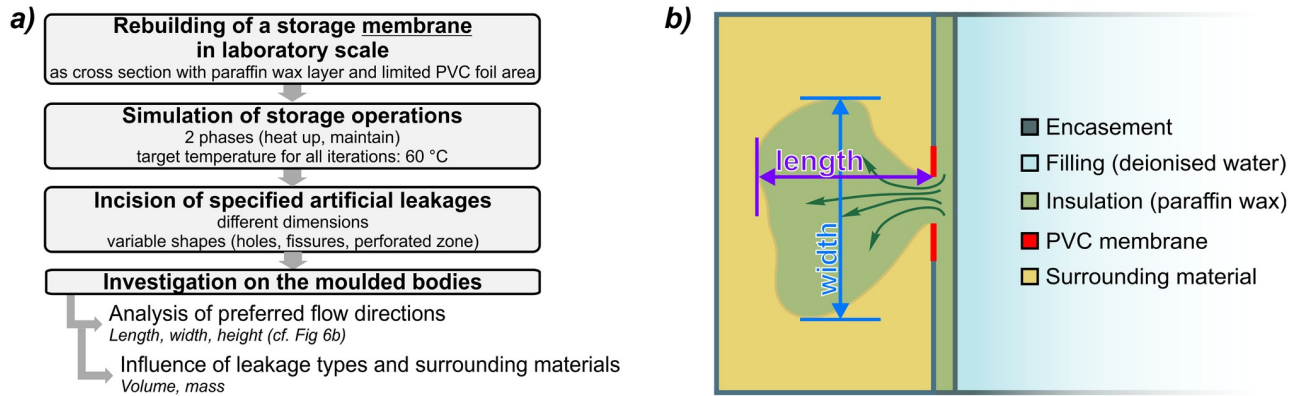 a)
Rebuilding of a storage membrane
in laboratory scale
as cross section with paraffin wax layer and limited PVC foil area
Simulation of storage operations
2 phases (heat up, maintain)
target temperature for all iterations: 60 °C
Incision of specified artificial leakages
different dimensions
variable shapes (holes, fissures, perforated zone)
Investigation on the moulded bodies
Analysis of preferred flow directions
Length, width, height (cf. Fig 6b)
Influence of leakage types and surrounding materials
Volume, mass
b)
length
width
Encasement
Filling (deionised water)
Insulation (paraffin wax)
PVC membrane
Surrounding material